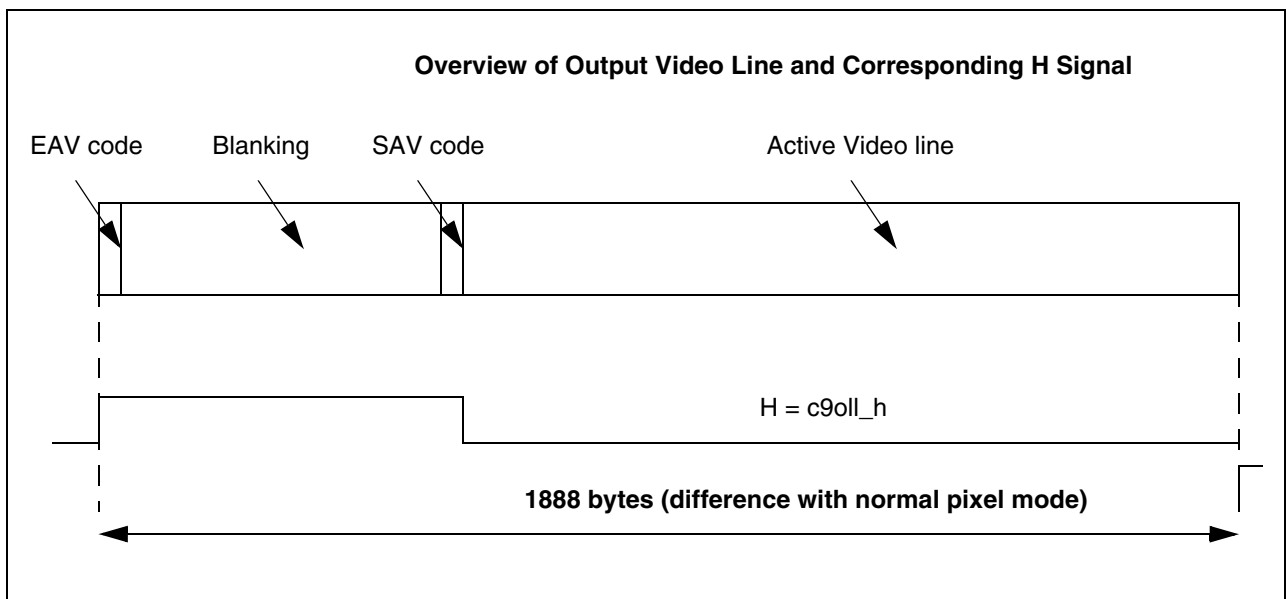 Overview of Output Video Line and Corresponding H Signal
EAV code Blanking SAV code Active Video line
H = c9oll_h
1888 bytes (difference with normal pixel mode)